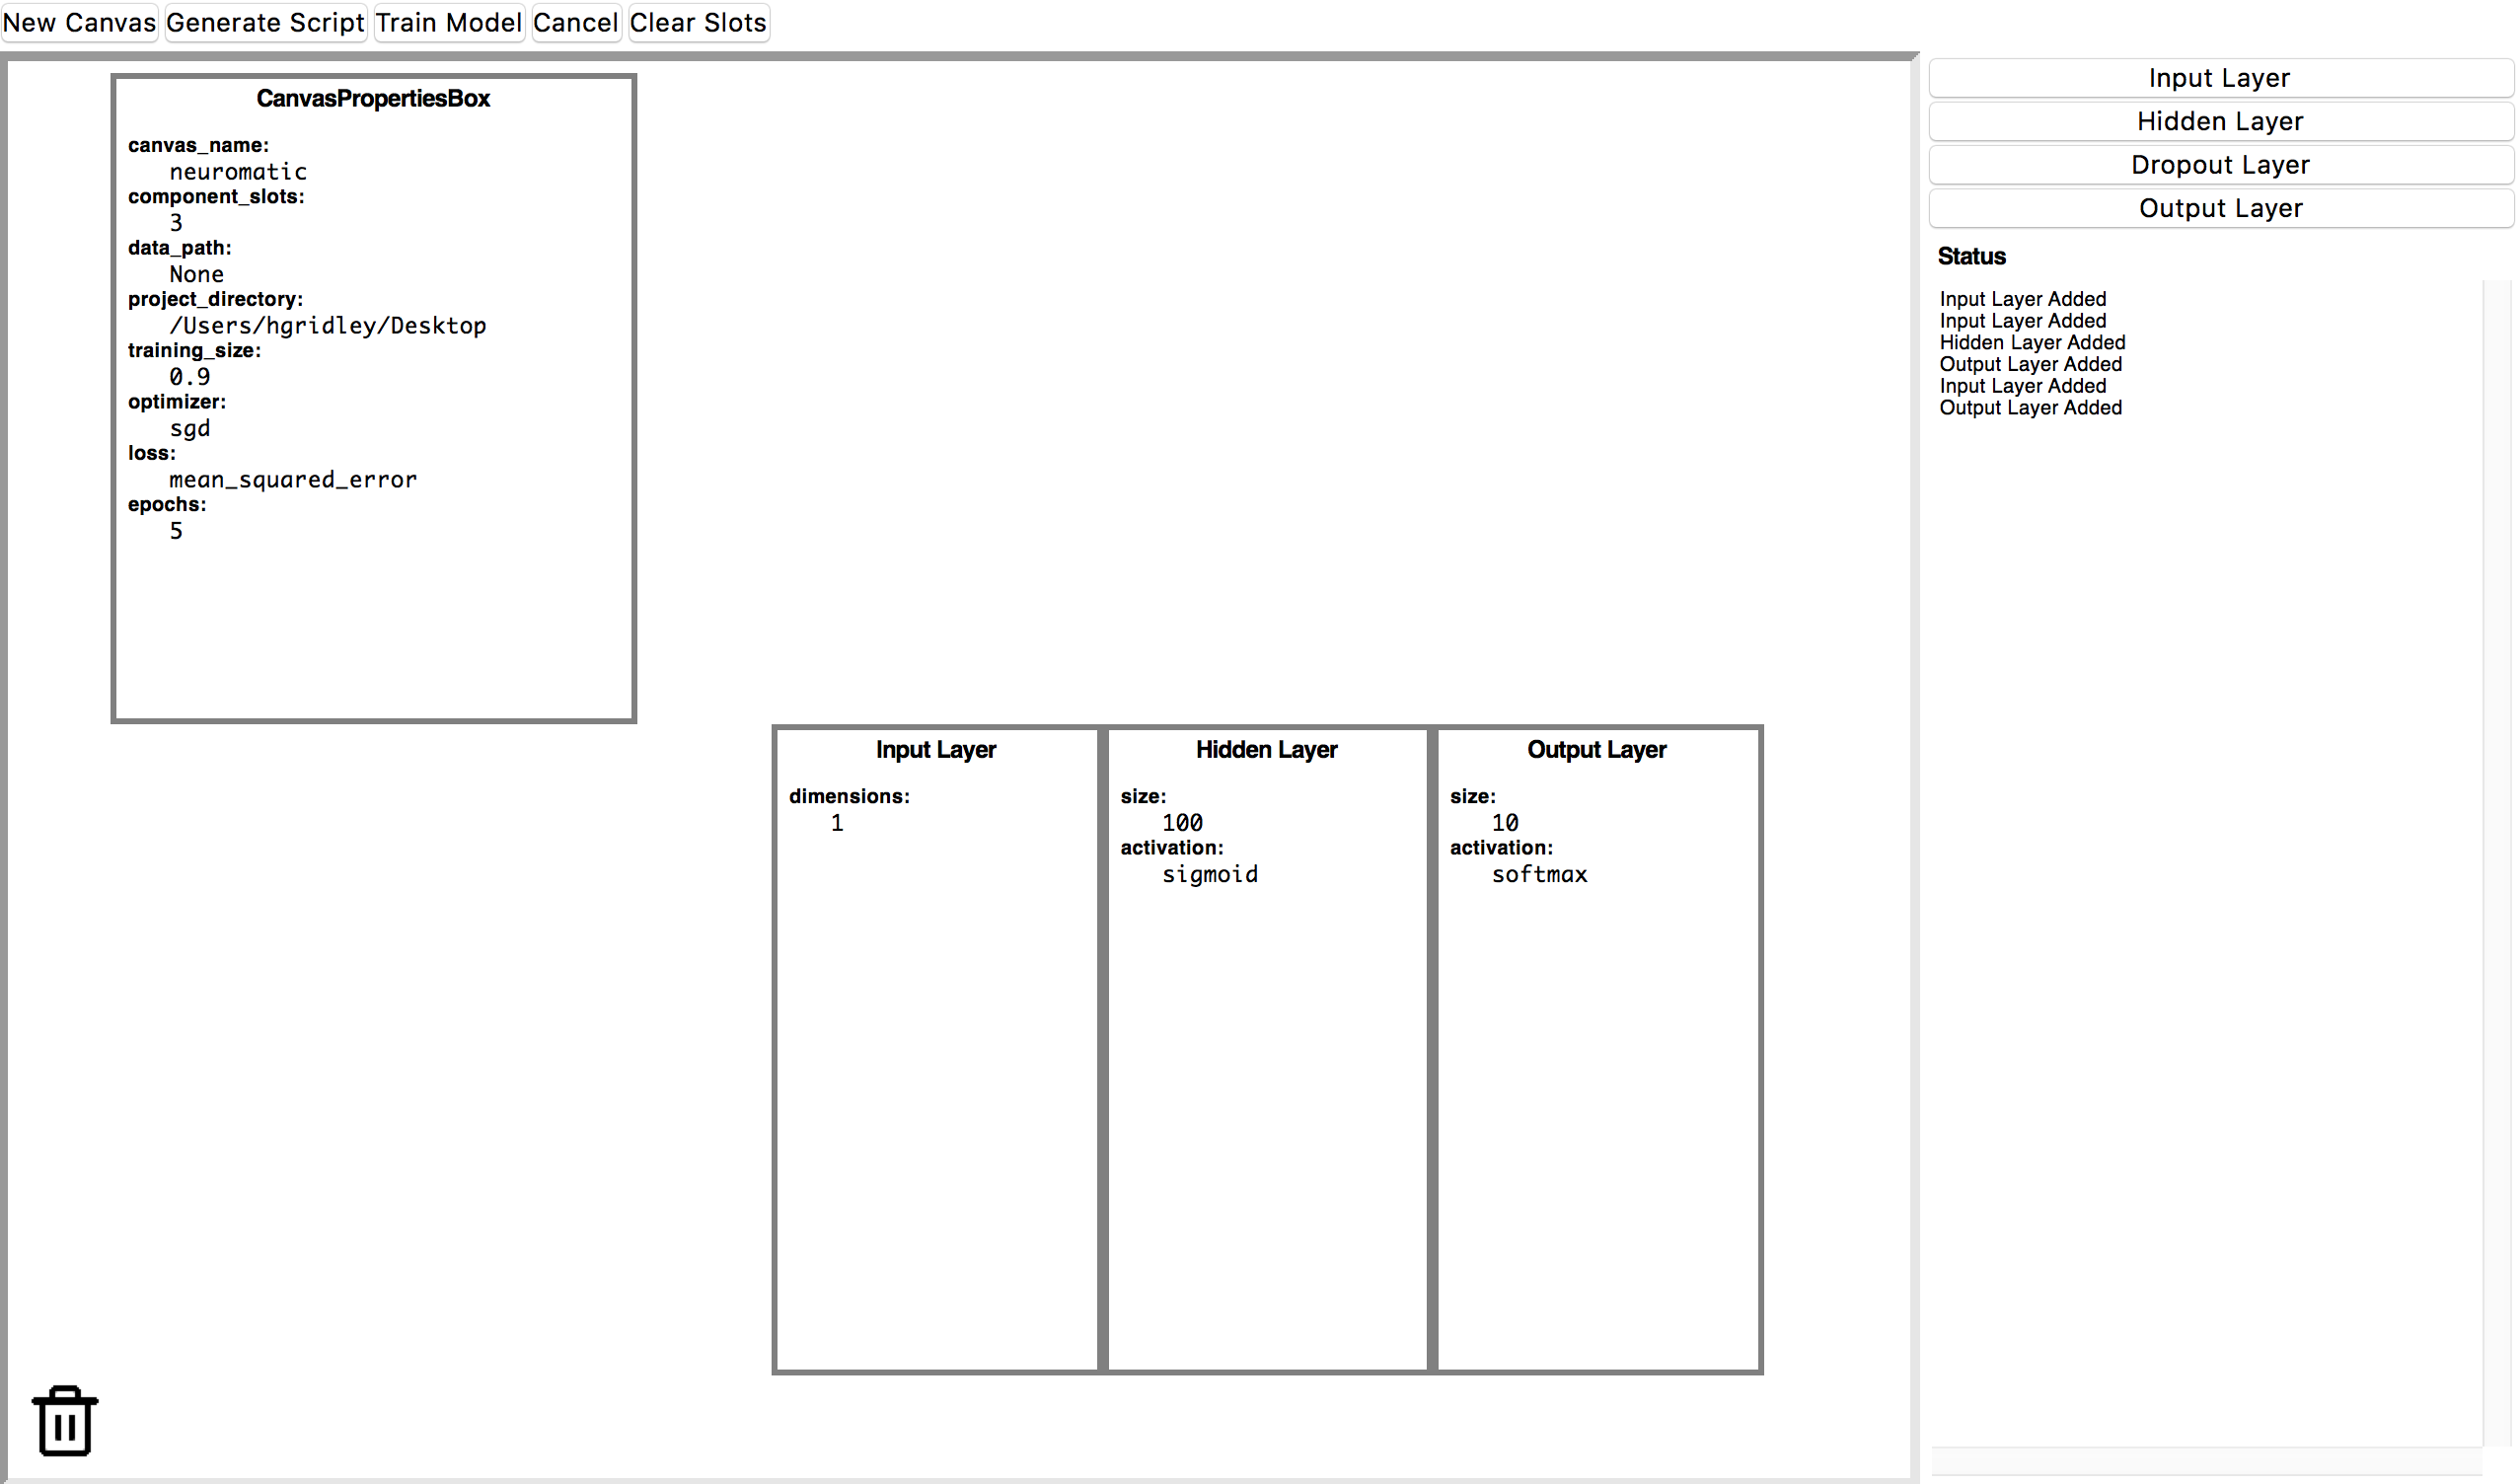 New Canvas Generate Script Train Model Cancel Clear Slots
CanvasPropertiesBox
canvas_name:
neuromatic
component_slots:
3
data_path:
None
project_directory:
/Users/hgridley/Desktop
training_size:
0.9
optimizer:
sgd
loss:
mean_squared_error
epochs:
5
Input Layer
dimensions:
1
Hidden Layer
size:
100
activation:
sigmoid
Output Layer
size:
10
activation:
softmax
Input Layer
Hidden Layer
Dropout Layer
Output Layer
Status
Input Layer Added
Input Layer Added
Hidden Layer Added
Output Layer Added
Input Layer Added
Output Layer Added